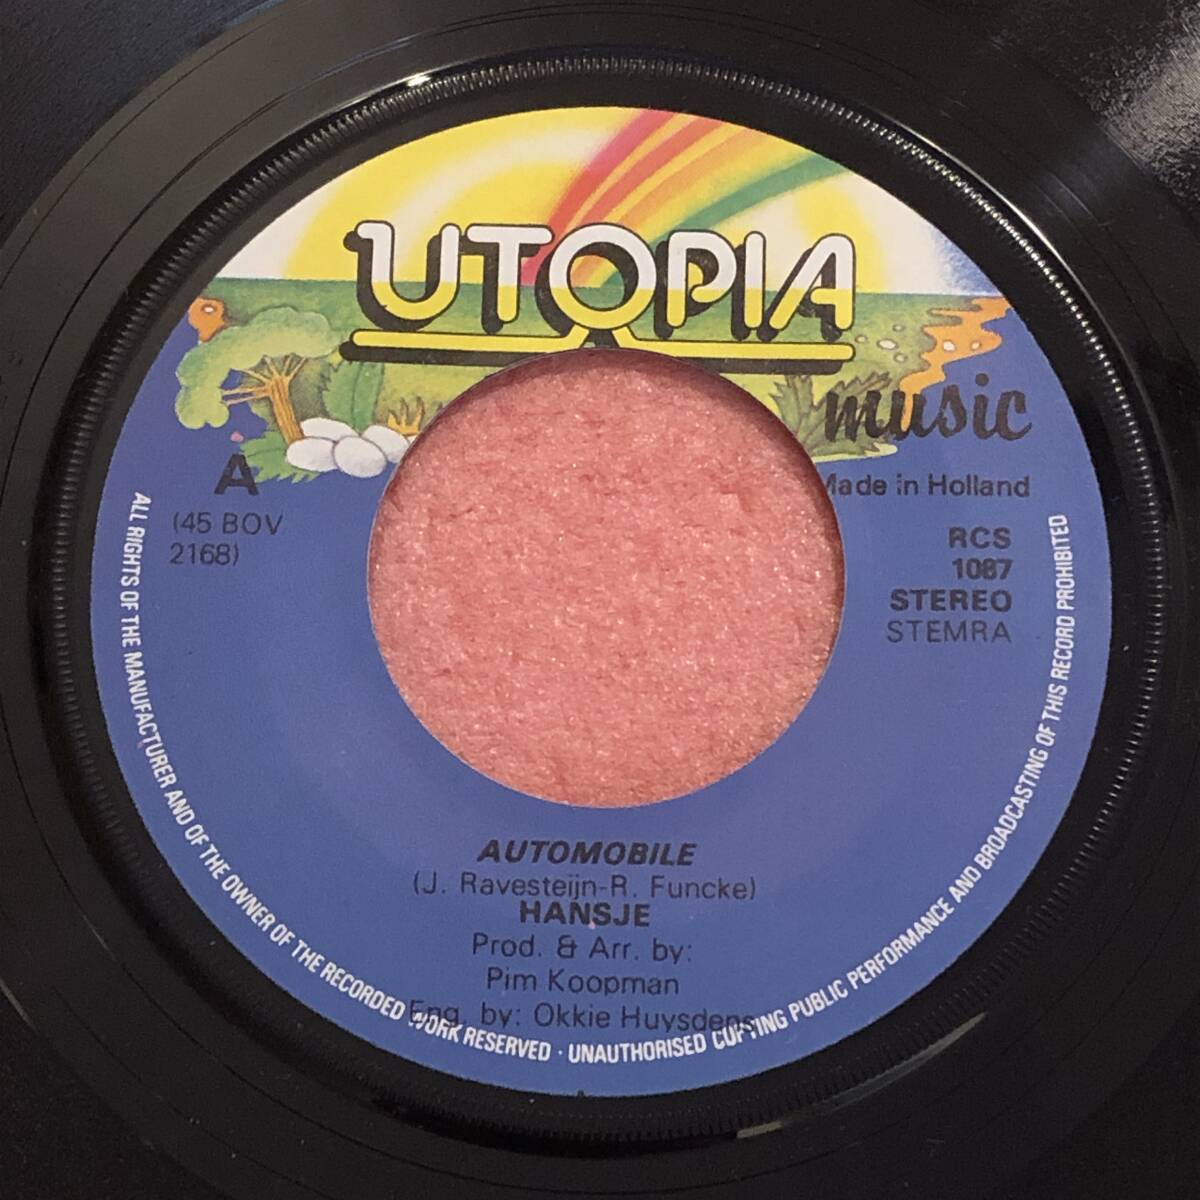 UTOPIA
music
Made in Holland
A
(45 BOV
2168)
RCS
1087
STEREO
STEMRA
AUTOMOBILE
(J. Ravesteijn-R. Funcke)
HANSJE
Prod. & Arr. by:
Pim Koopman
Eng. by: Okkie Huysdens
ALL RIGHTS OF THE MANUFACTURER AND OF THE OWNER OF THE RECORDED WORK RESERVED · UNAUTHORISED COPYING PUBLIC PERFORMANCE AND BROADCASTING OF THIS RECORD PROHIBITED